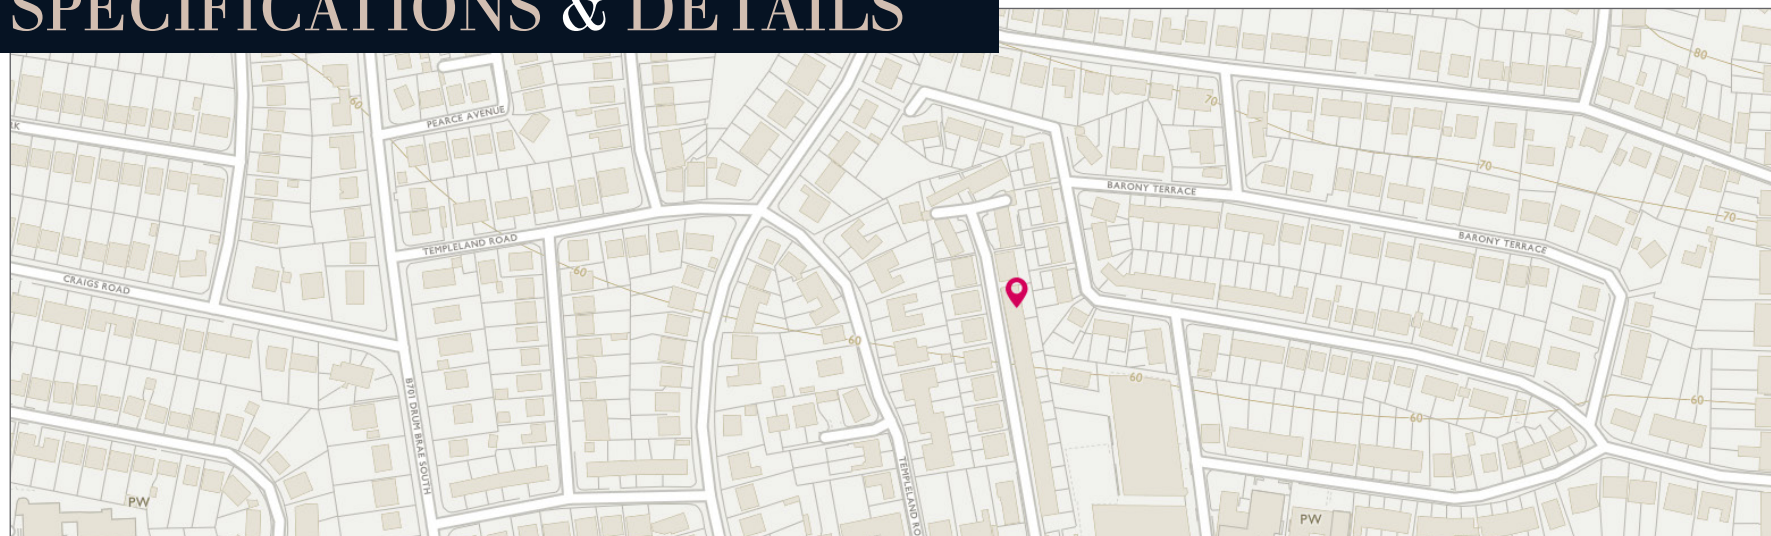 SPECIFICATIONS & DETAILS
80
60
70
PEARCE AVENUE
RK
70
BARONY TERRACE
70
TEMPLELAND ROAD
BARONY TERRACE
60
CRAIGS ROAD
60
60
B701 DRUM BRAE SOUTH
60
60
TEMPLELAND RO
PW
PW